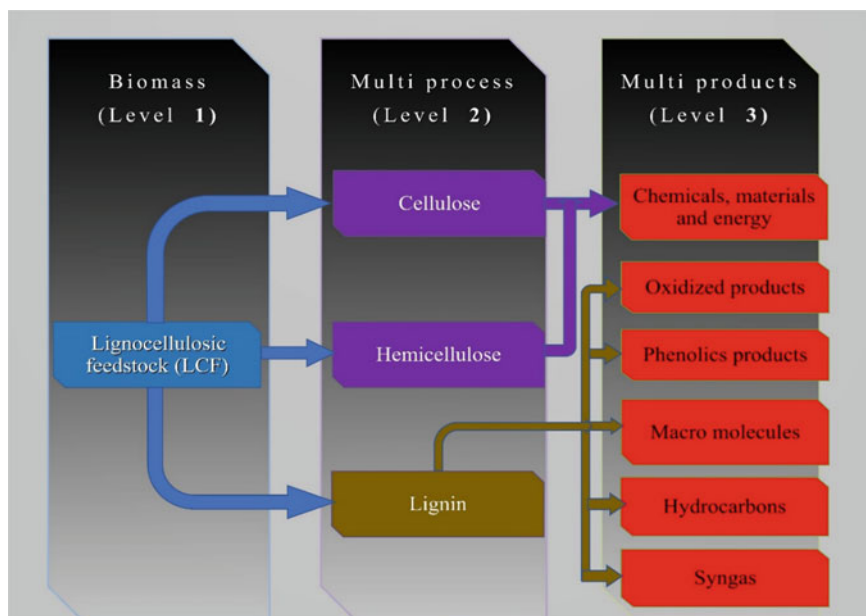 Biomass
(Level 1)
Multi process
(Level 2)
Multi products
(Level 3)
Cellulose
Chemicals, materials
and energy
Oxidized products
Lignocellulosic
feedstock (LCF)
Hemicellulose
Phenolics products
Macro molecules
Lignin
Hydrocarbons
Syngas